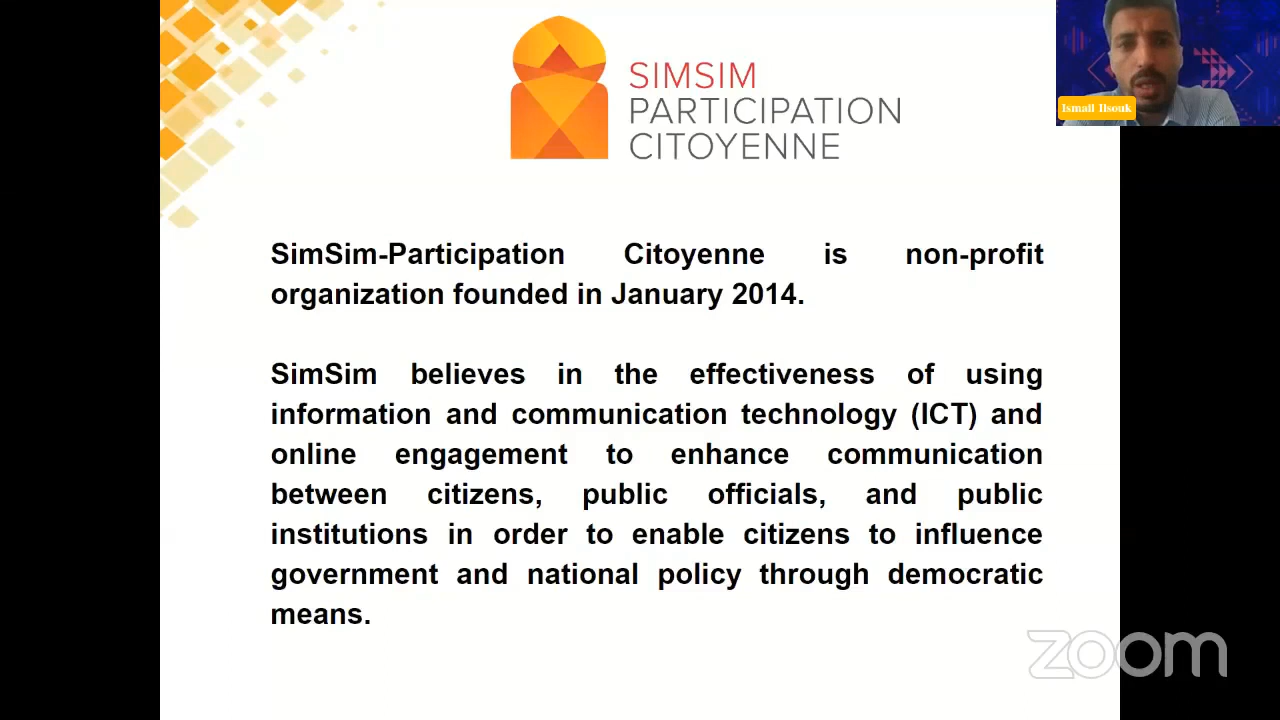 SIMSIM
PARTICIPATION
CITOYENNE
Ismail Ilsouk
SimSim-Participation Citoyenne is non-profit
organization founded in January 2014.
SimSim believes in the effectiveness of using
information and communication technology (ICT) and
online engagement to enhance communication
between citizens, public officials, and public
institutions in order to enable citizens to influence
government and national policy through democratic
means.
zoom